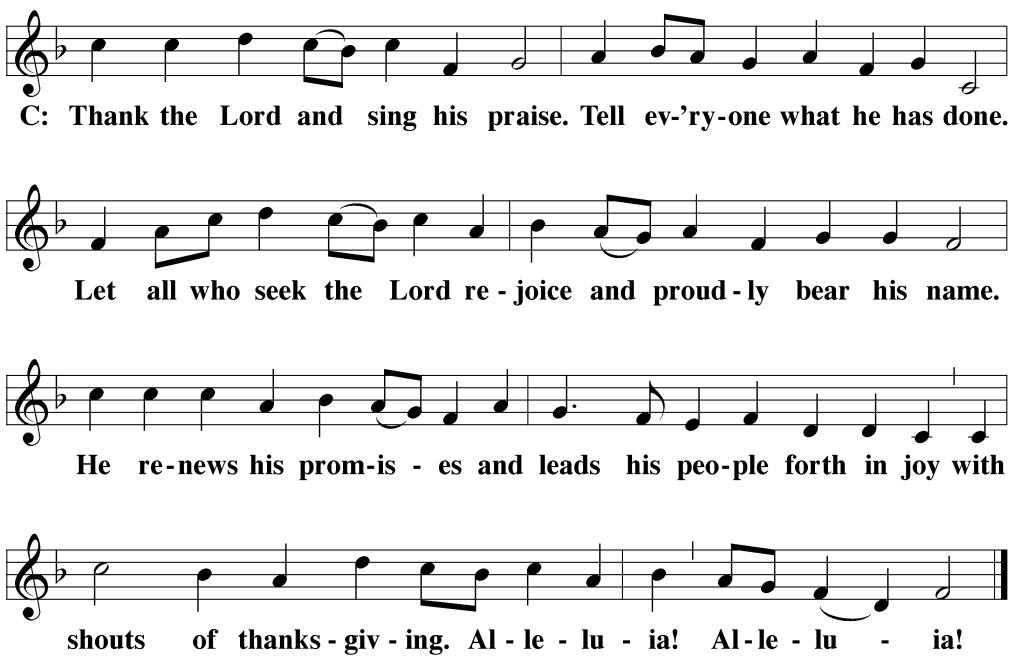 C: Thank the Lord and sing his praise. Tell ev-'ry-one what he has done.
Let all who seek the Lord re - joice and proud - ly bear his name.
He re - news his prom - is - es and leads his peo - ple forth in joy with
shouts of thanks - giv - ing. Al - le - lu - ia! Al - le - lu - ia!